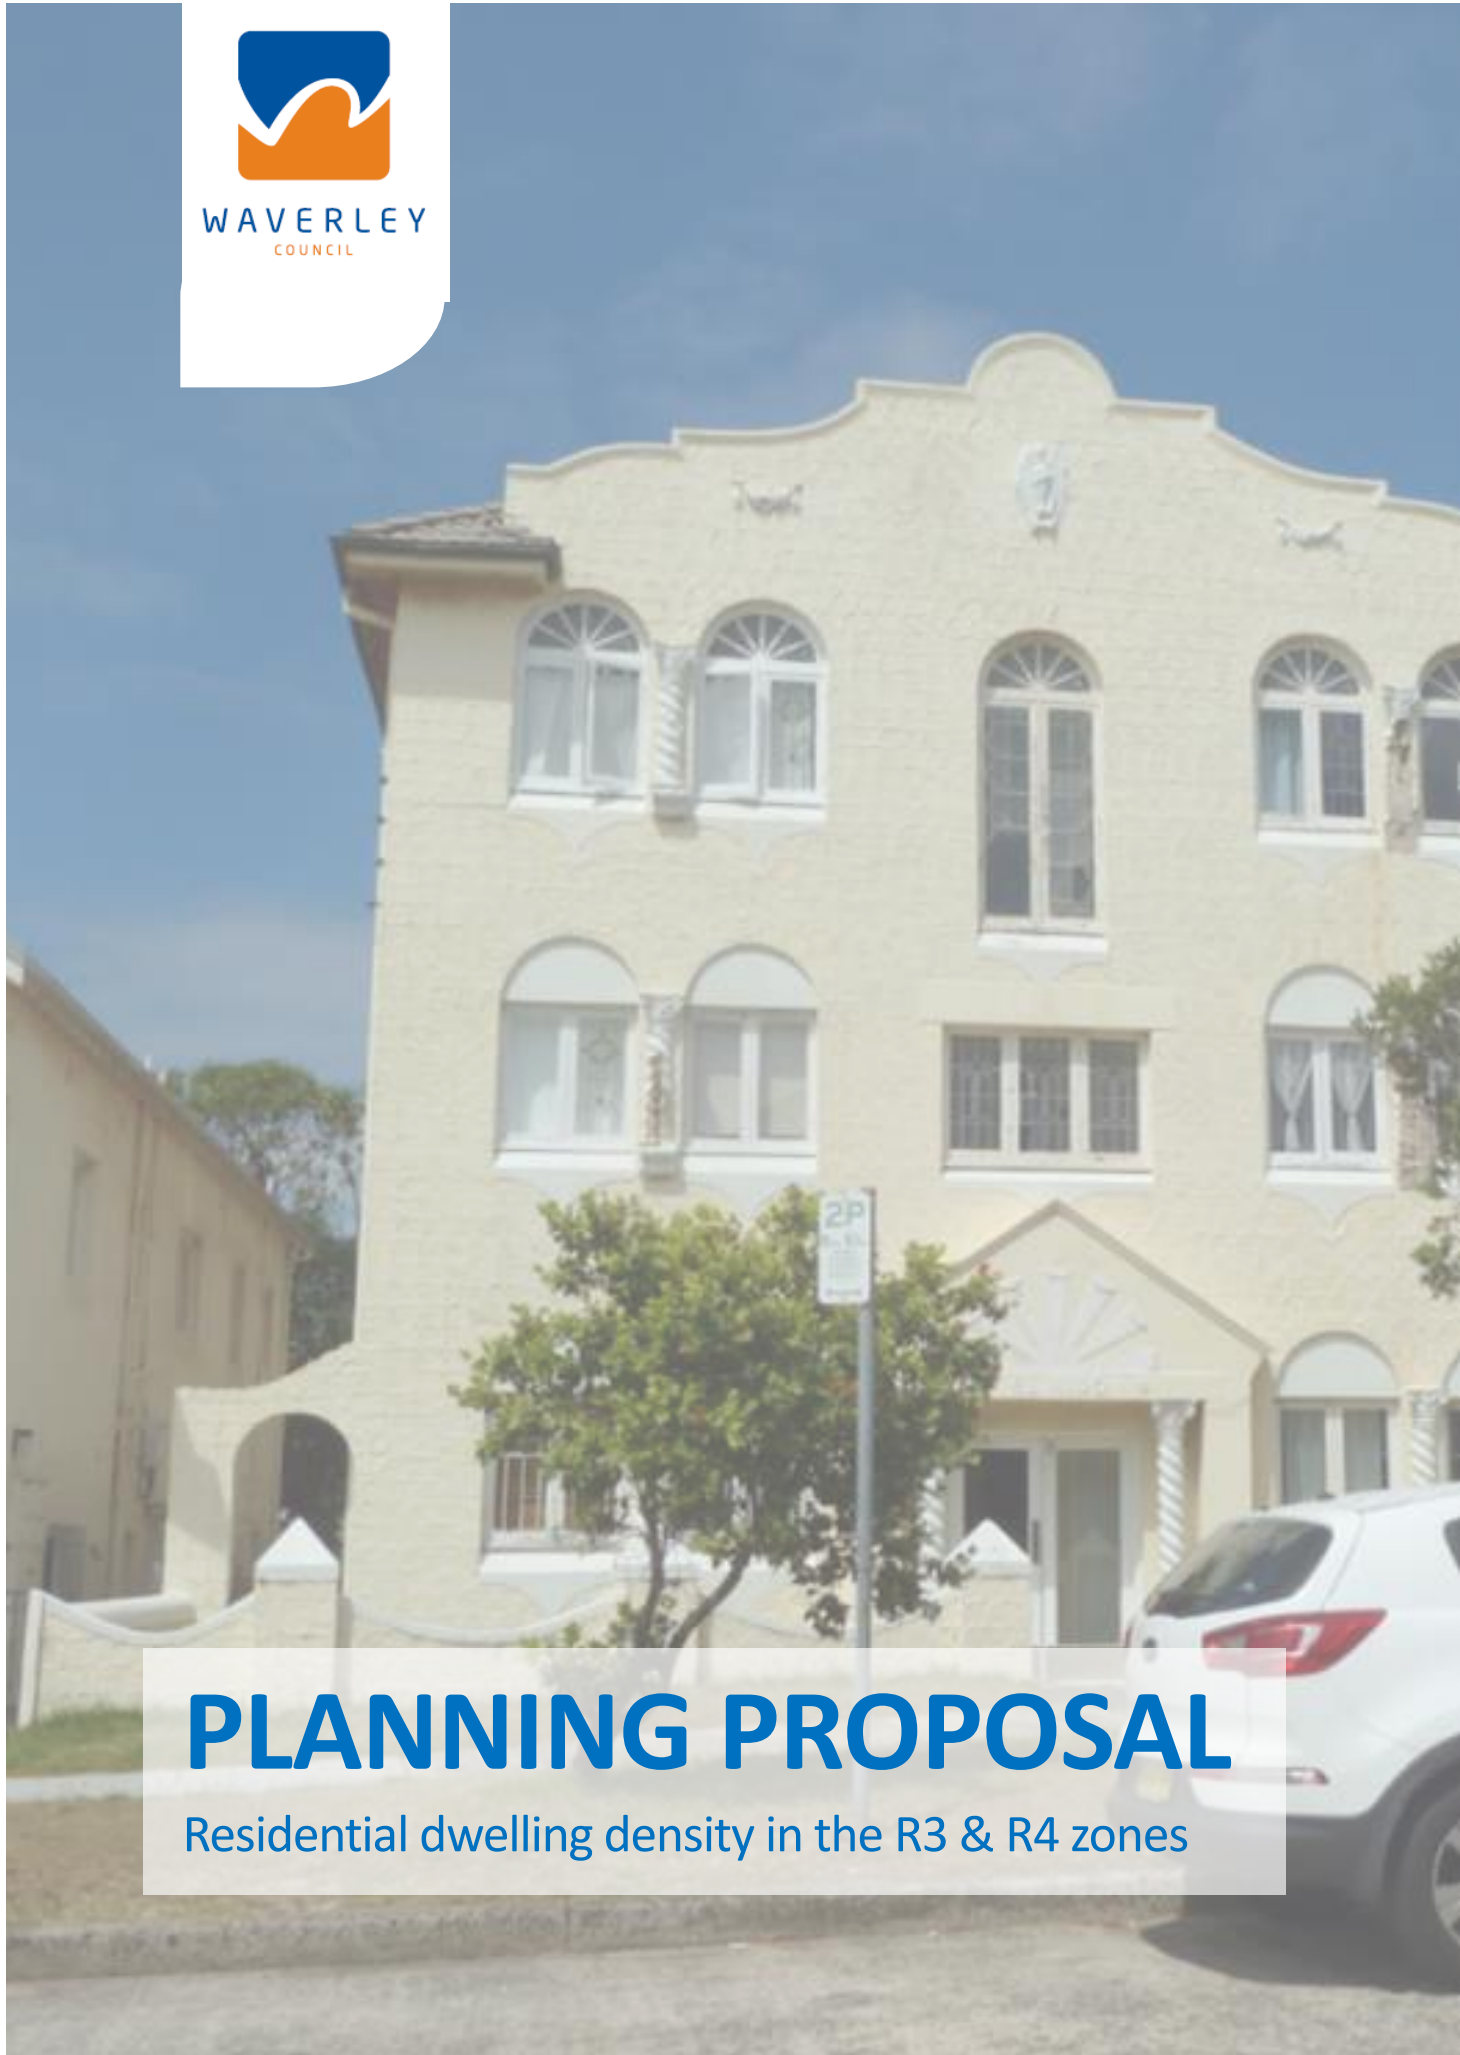 WAVERLEY
COUNCIL
2P
PLANNING PROPOSAL
Residential dwelling density in the R3 & R4 zones